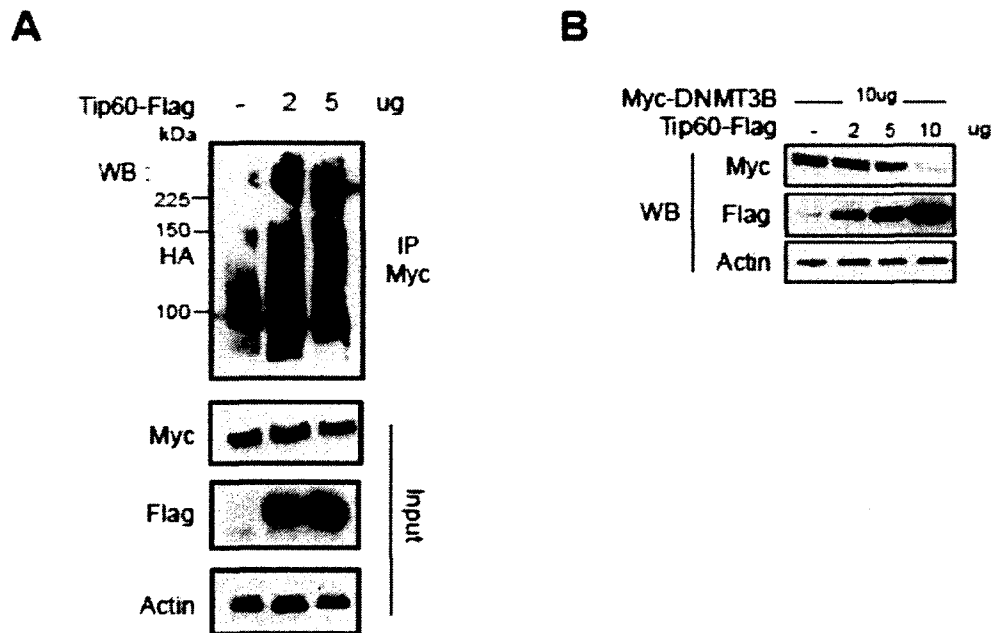 A
Tip60-Flag - 2 5 ug
kDa
WB :
225
150
HA
100
IP
Myc
Myc
Flag
Actin
Input
B
Myc-DNMT3B 10ug
Tip60-Flag - 2 5 10 ug
WB
Myc
Flag
Actin